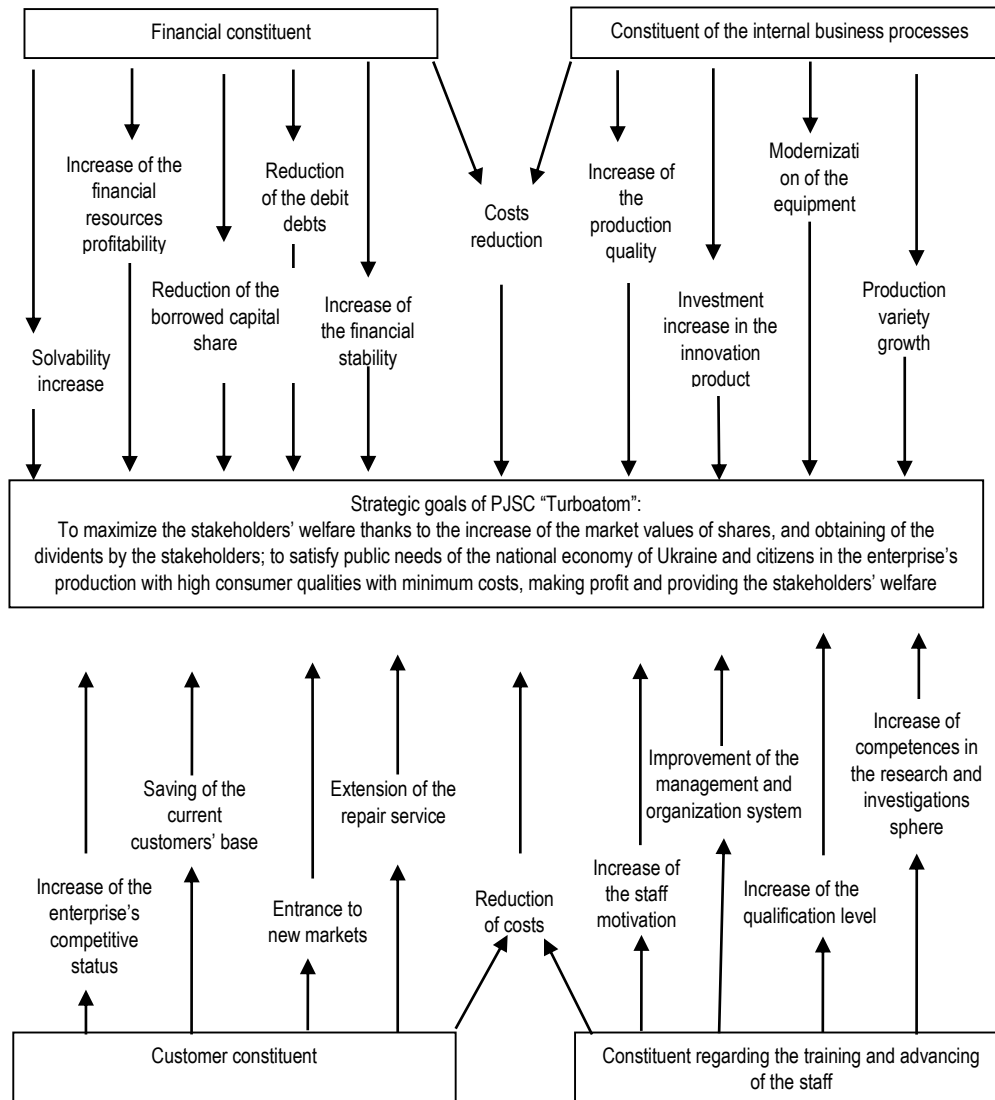 Financial constituent
Constituent of the internal business processes
Increase of the
financial
resources
profitability
Reduction
of the debit
debts
Costs
reduction
Increase of
the
production
quality
Modernizati
on of the
equipment
Solvability
increase
Reduction of the
borrowed capital
share
Increase of
the financial
stability
Investment
increase in the
innovation
product
Production
variety
growth
Strategic goals of PJSC “Turboatom”:
To maximize the stakeholders’ welfare thanks to the increase of the market values of shares, and obtaining of the
dividents by the stakeholders; to satisfy public needs of the national economy of Ukraine and citizens in the enterprise’s
production with high consumer qualities with minimum costs, making profit and providing the stakeholders’ welfare
Increase of the
enterprise’s
competitive
status
Saving of the
current
customers’ base
Entrance to
new markets
Extension of the
repair service
Reduction
of costs
Increase of
the staff
motivation
Improvement of the
management and
organization system
Increase of the
qualification level
Increase of
competences in
the research and
investigations
sphere
Customer constituent
Constituent regarding the training and advancing
of the staff